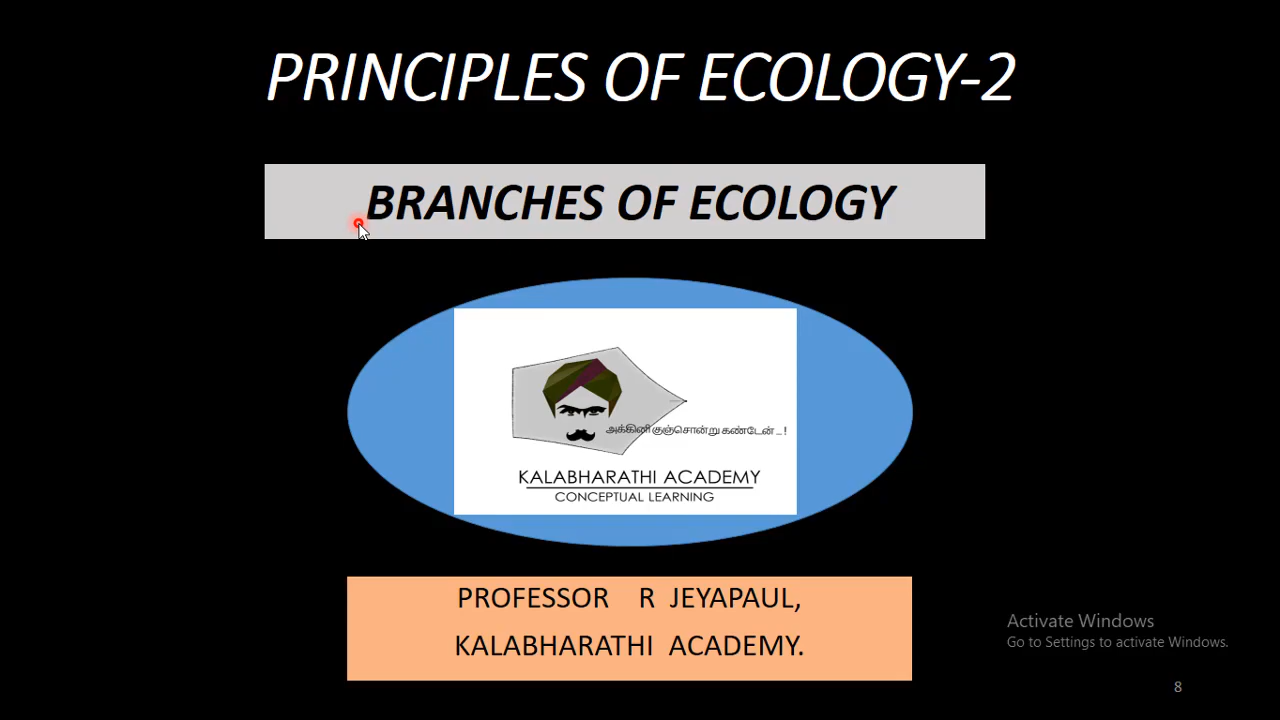 PRINCIPLES OF ECOLOGY-2
BRANCHES OF ECOLOGY
அக்கினி குஞ்சொன்று கண்டேன் ...!
KALABHARATHI ACADEMY
CONCEPTUAL LEARNING
PROFESSOR R JEYAPAUL,
KALABHARATHI ACADEMY.
Activate Windows
Go to Settings to activate Windows.
8